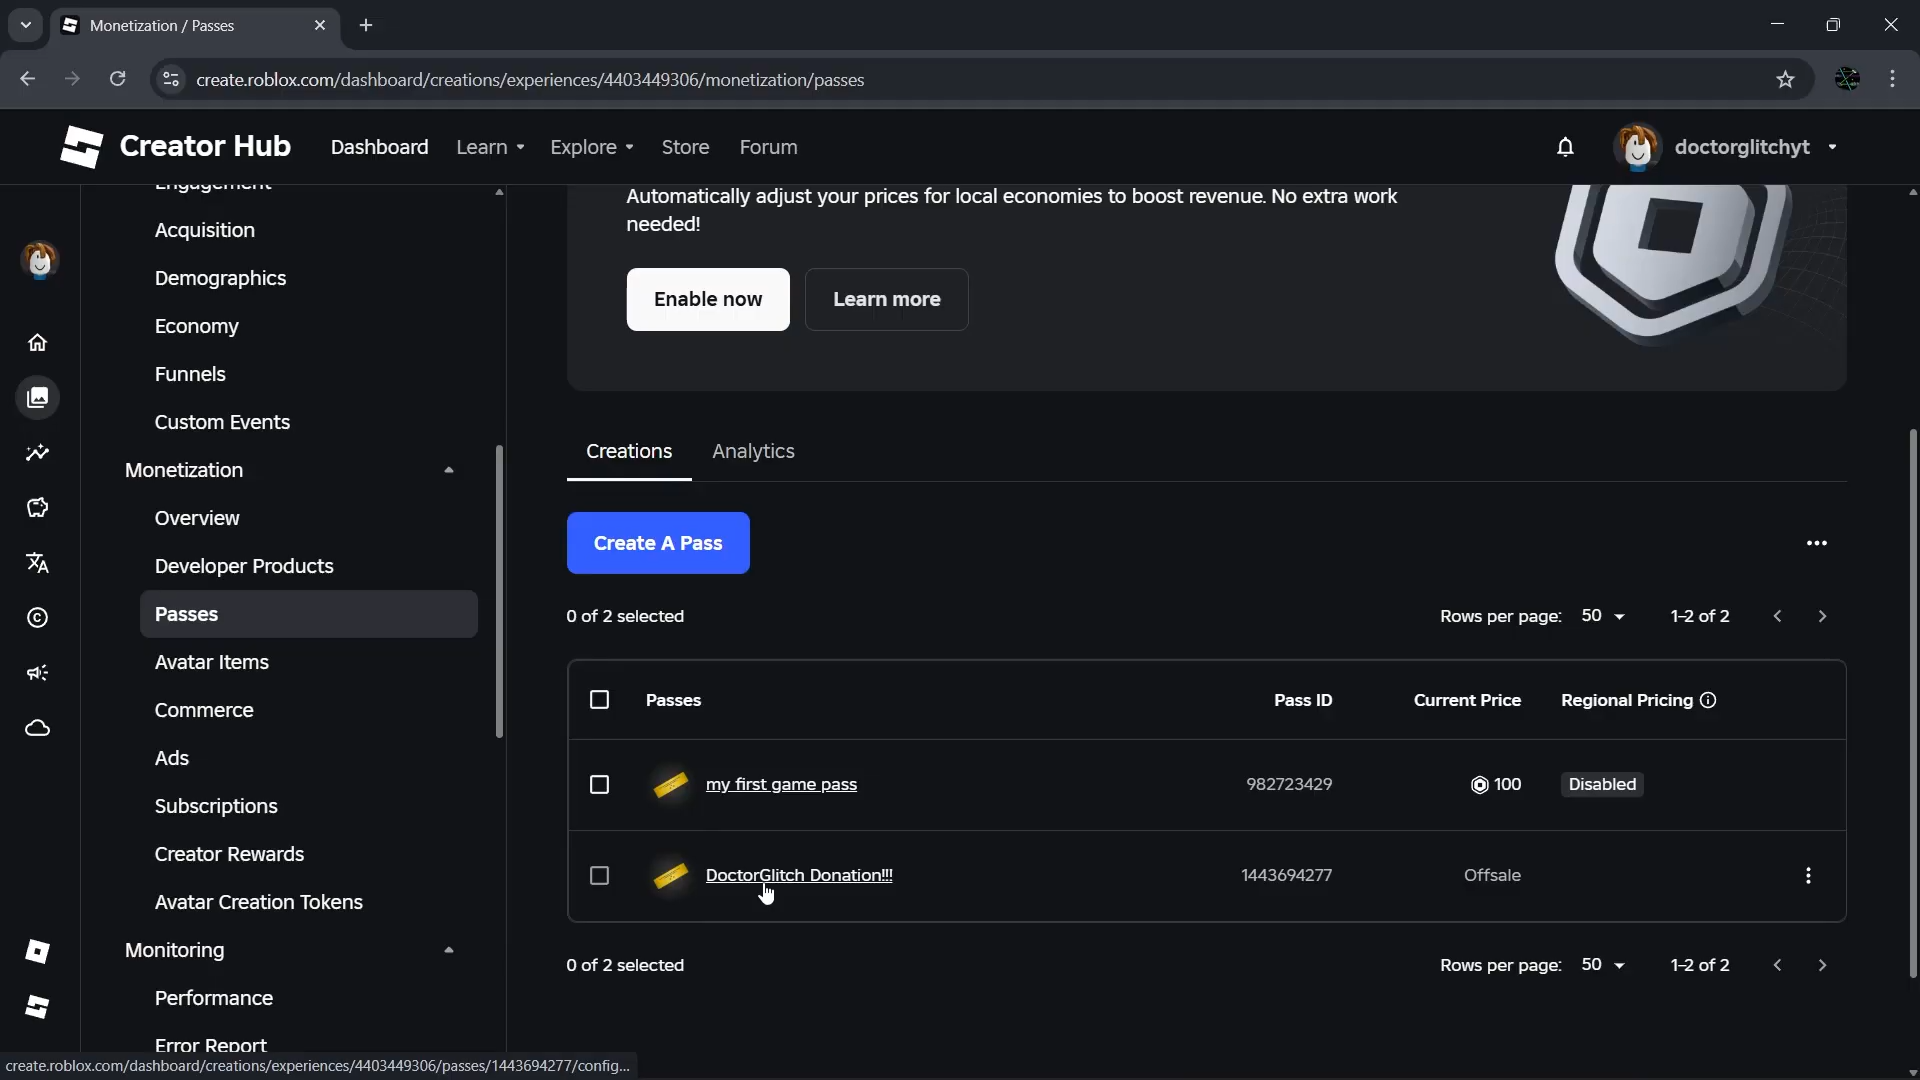 Monetization / Passes
create.roblox.com/dashboard/creations/experiences/4403449306/monetization/passes
Creator Hub
Dashboard
Learn
Explore
Store
Forum
doctorglitchyt
Engagement
Acquisition
Demographics
Economy
Funnels
Custom Events
Monetization
Overview
Developer Products
Passes
Avatar Items
Commerce
Ads
Subscriptions
Creator Rewards
Avatar Creation Tokens
Monitoring
Performance
Error Report
Automatically adjust your prices for local economies to boost revenue. No extra work
needed!
Enable now
Learn more
Creations
Analytics
Create A Pass
0 of 2 selected
Rows per page: 50
1-2 of 2
Passes
Pass ID
Current Price
Regional Pricing
my first game pass
982723429
100
Disabled
DoctorGlitch Donation!!!
1443694277
Offsale
0 of 2 selected
Rows per page: 50
1-2 of 2
create.roblox.com/dashboard/creations/experiences/4403449306/passes/1443694277/config...